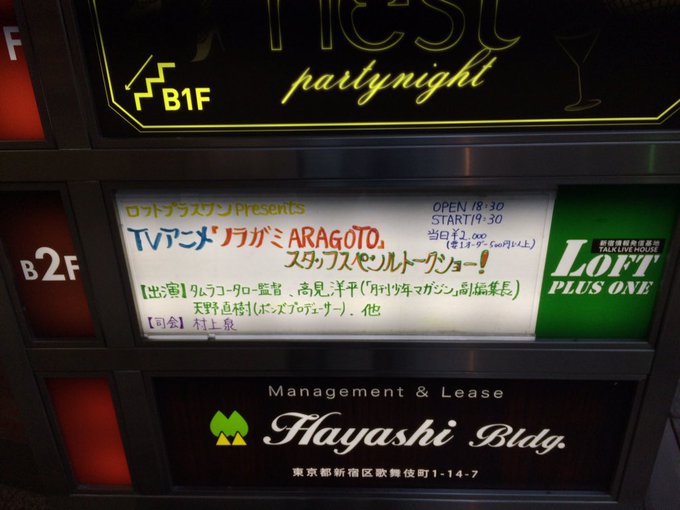 F
nest
partynight
B1F
B2F
ロフトプラスワン Presents
OPEN 18:30
START 19:30
TVアニメ「ノラガミ ARAGOTO」
当日¥2,000
(要1オーダー500円以上)
スタッフスペシルトークショー!
【出演】タムラコータロー監督、高見洋平(「月刊少年マガジン」副編集長)
天野直樹(ボンズプロデューサー)、他
【司会】村上泉
新宿情報発信基地
TALK LIVE HOUSE
LOFT
PLUS ONE
Management & Lease
Hayashi Bldg.
東京都新宿区歌舞伎町1-14-7